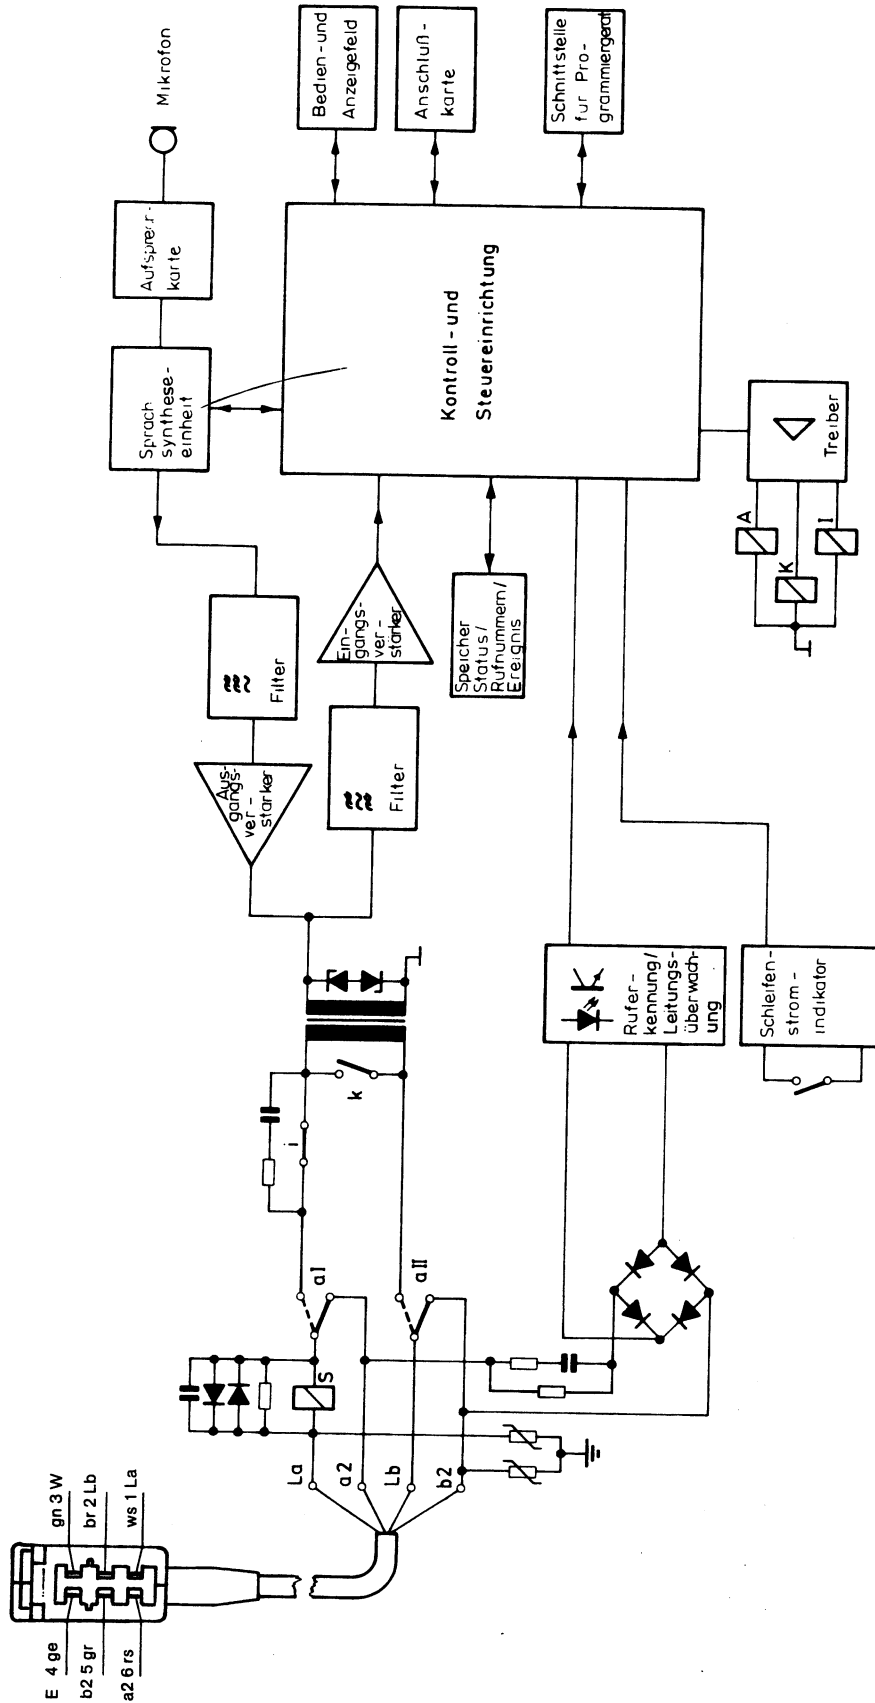 Mikrofon
Aufsprech-
karte
Sprach
synthese-
einheit
Bedien-und
Anzeigefeld
Anschluß-
karte
Schnittstelle
für Pro-
grammiergerät
Kontroll-und
Steuereinrichtung
Treiber
A
K
I
Filter
Ein-
gangs-
ver-
stärker
Speicher
Status/
Rufnummern/
Ereignis
Aus-
gangs-
ver-
stärker
Filter
Rufer-
kennung/
Leitungs-
überwach-
ung
Schleifen-
strom-
indikator
k
i
aI
aII
S
La
a2
Lb
b2
gn 3 W
br 2 Lb
ws 1 La
E 4 ge
b2 5 gr
a2 6 rs